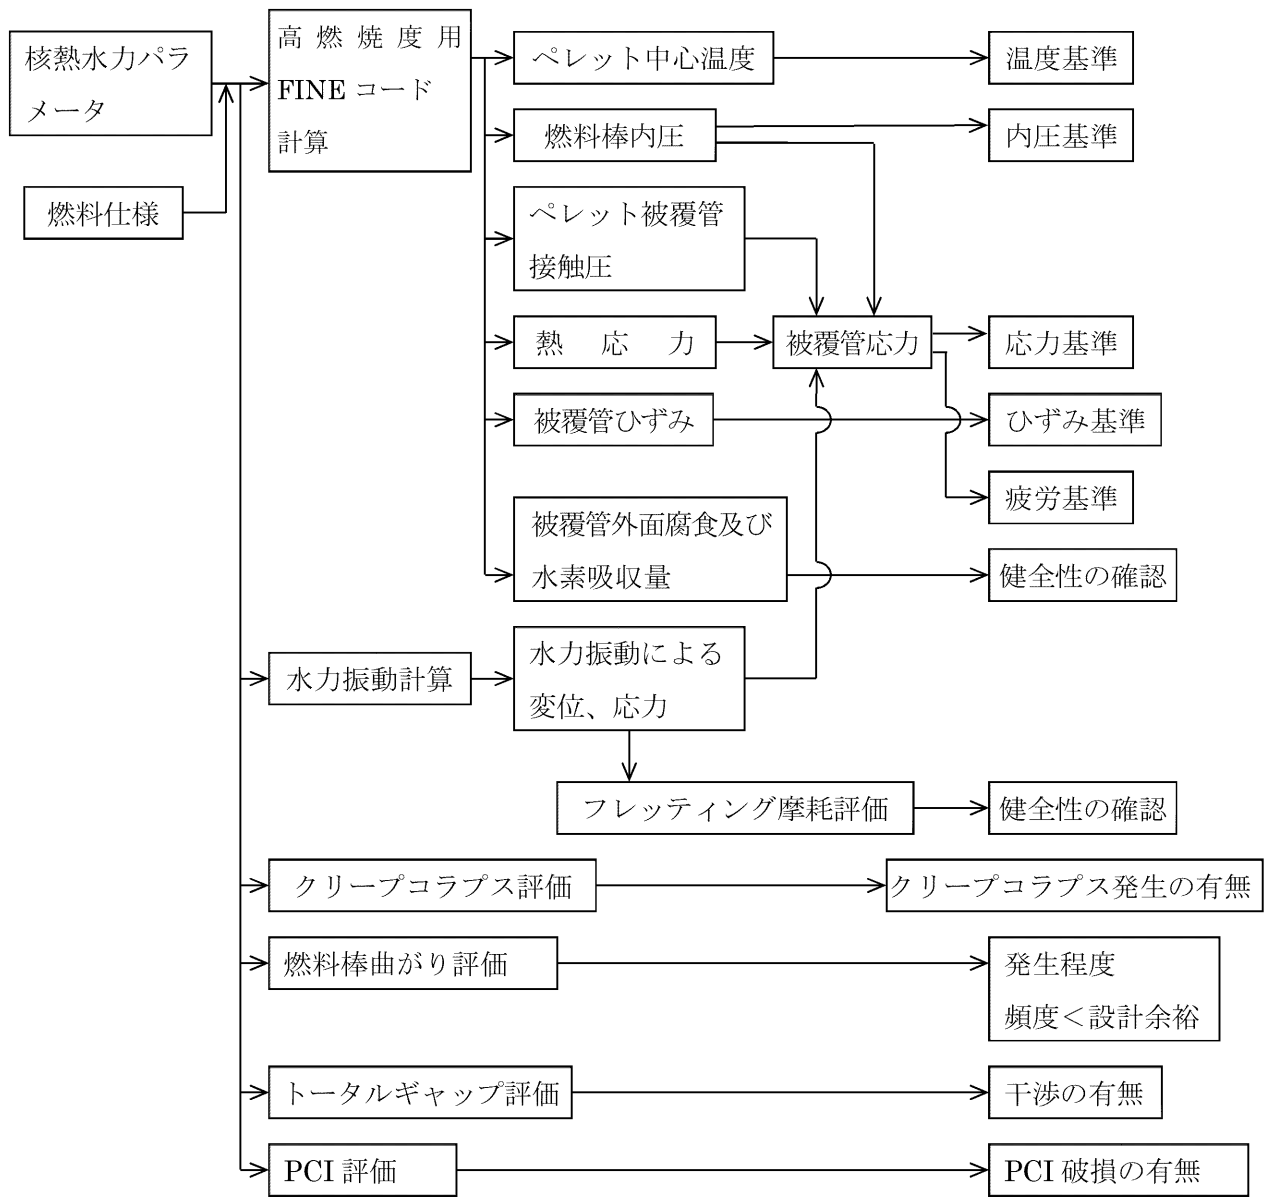 核熱水力パラ
メータ
燃料仕様
高燃焼度用
FINE コード
計算
ペレット中心温度
温度基準
燃料棒内圧
内圧基準
ペレット被覆管
接触圧
熱応力
被覆管応力
応力基準
被覆管ひずみ
ひずみ基準
疲労基準
被覆管外面腐食及び
水素吸収量
健全性の確認
水力振動計算
水力振動による
変位、応力
フレッティング摩耗評価
健全性の確認
クリープコラプス評価
クリープコラプス発生の有無
燃料棒曲がり評価
発生程度
頻度＜設計余裕
トータルギャップ評価
干渉の有無
PCI 評価
PCI 破損の有無